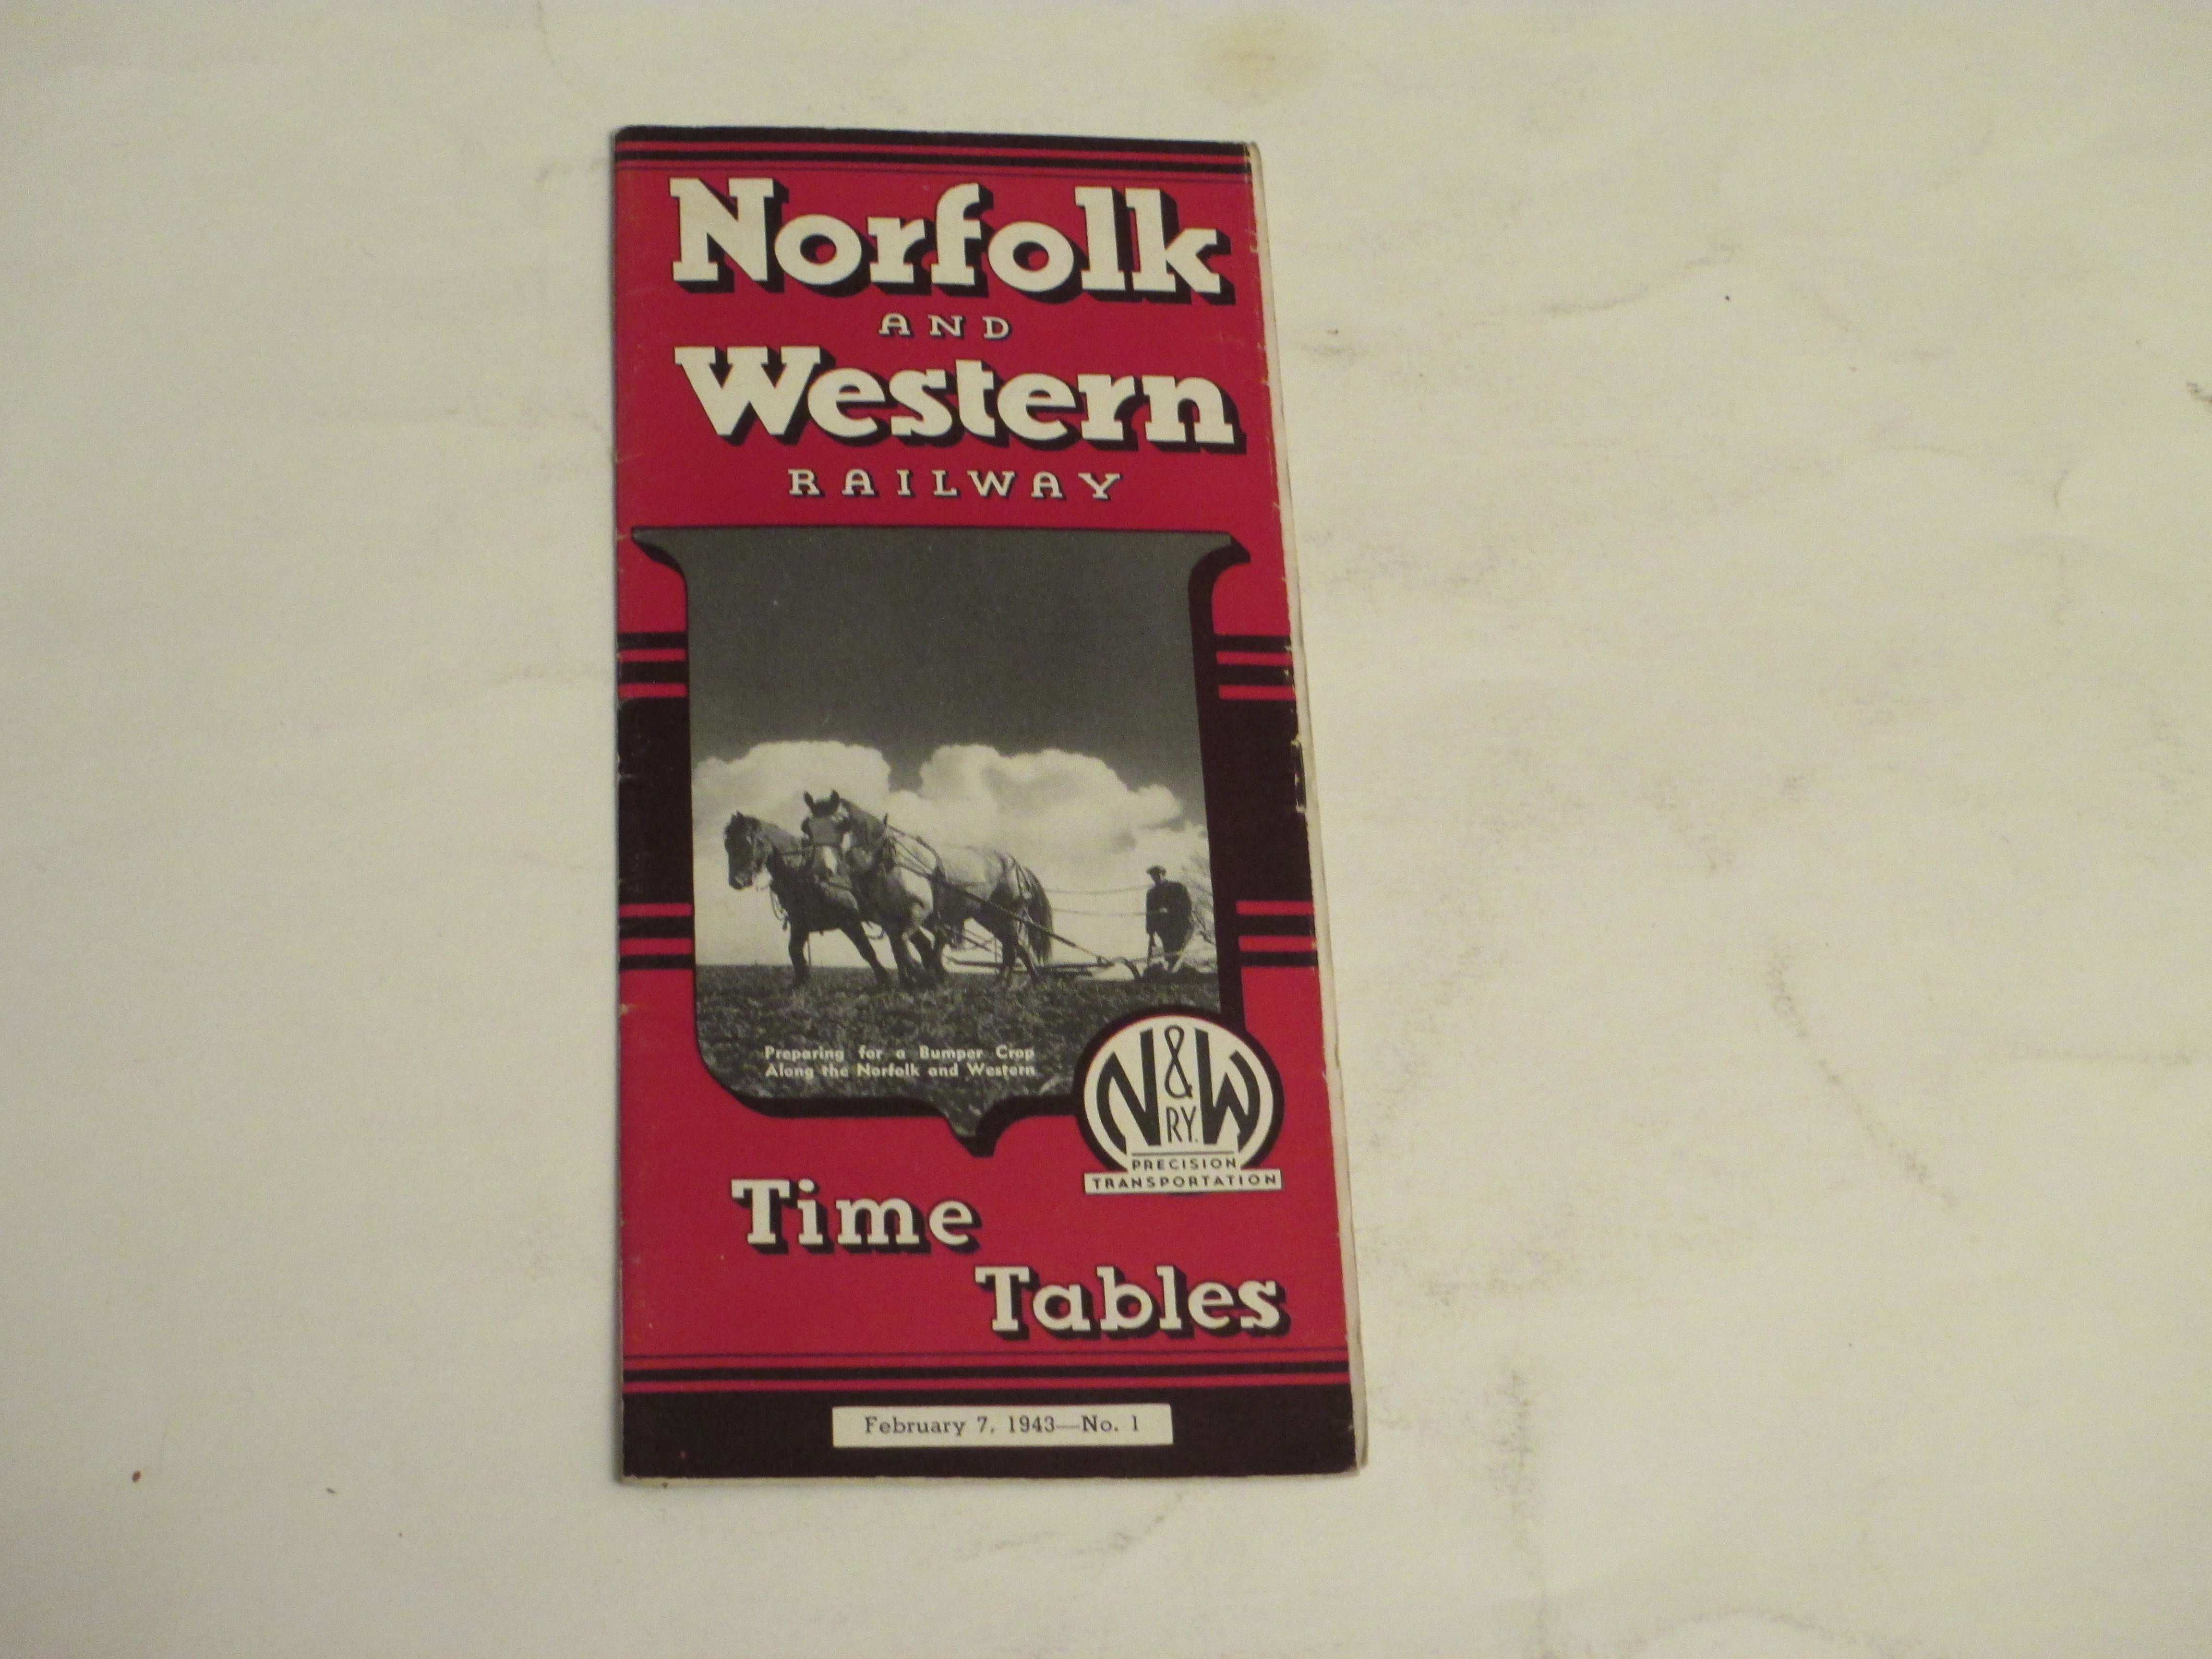 Norfolk
AND
Western
RAILWAY
Preparing for a Bumper Crop
Along the Norfolk and Western
N&W
RY.
PRECISION
TRANSPORTATION
Time
Tables
February 7, 1943—No. 1